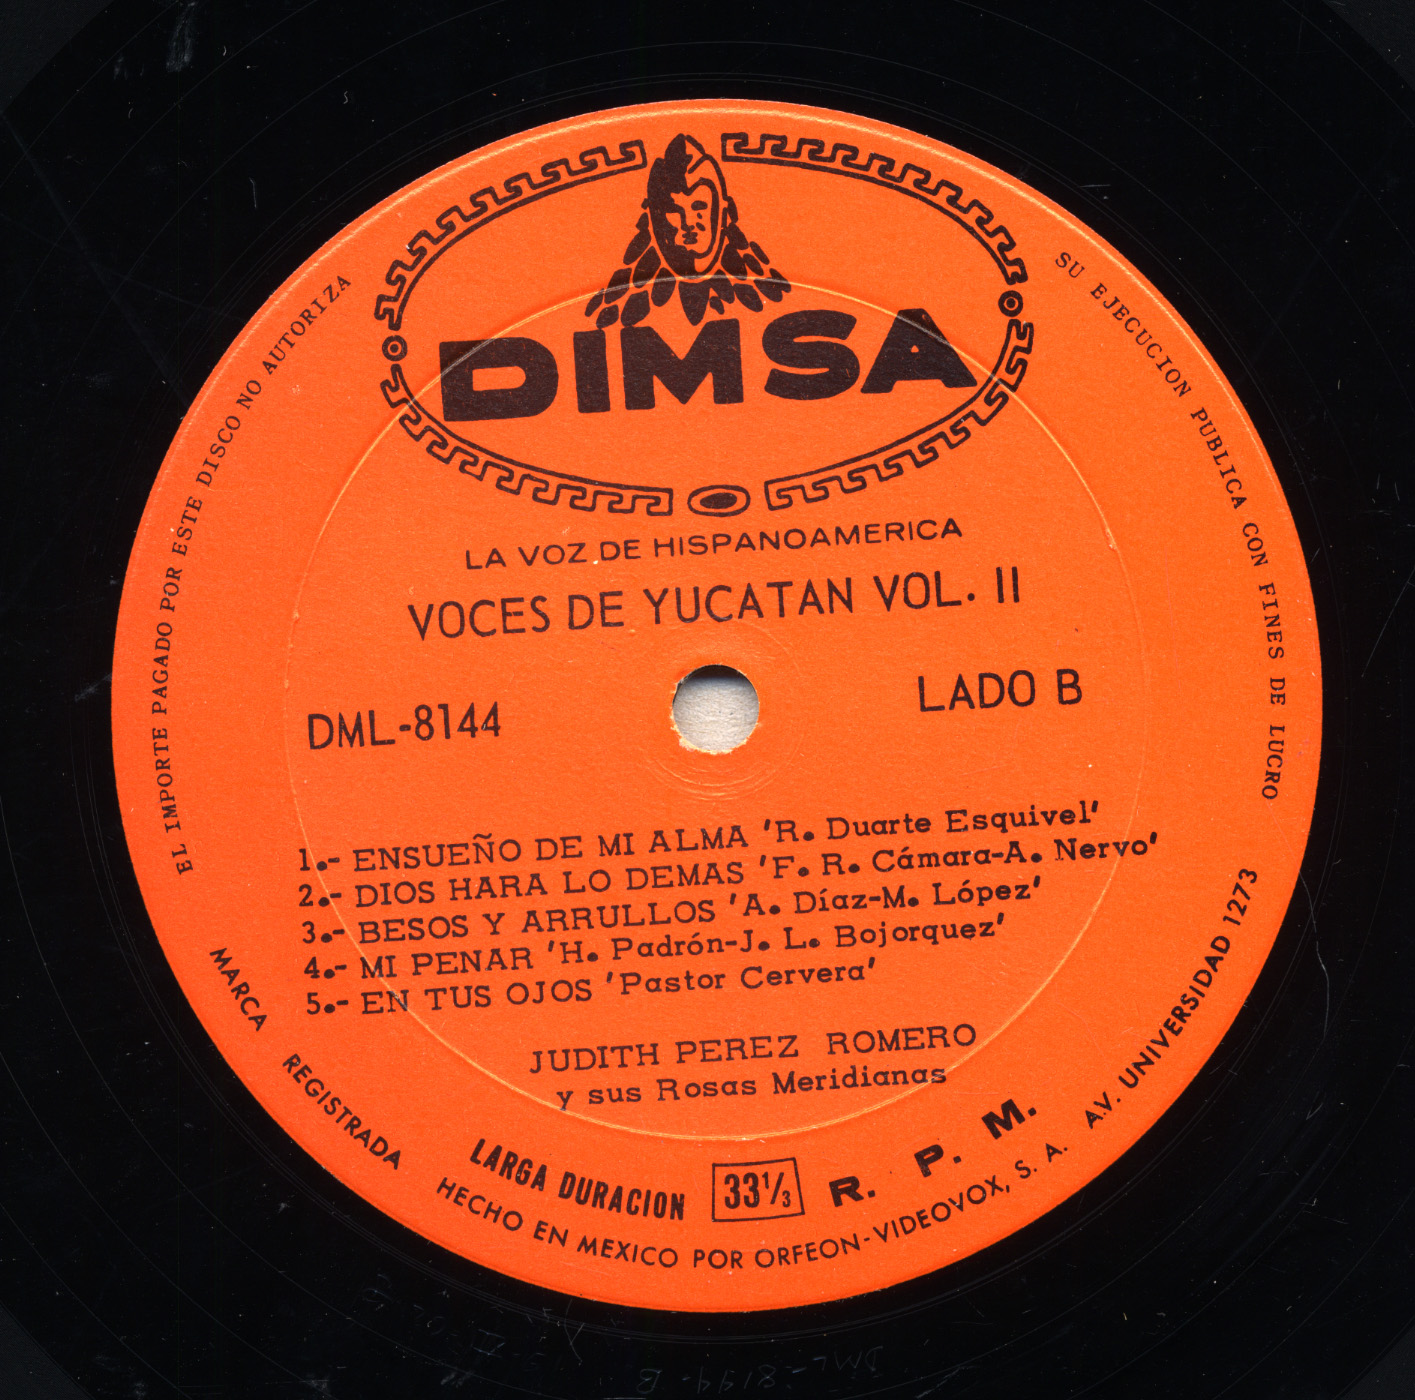 DIMSA
LA VOZ DE HISPANOAMERICA
VOCES DE YUCATAN VOL. II
DML-8144
LADO B
1.- ENSUEÑO DE MI ALMA 'R. Duarte Esquivel'
2.- DIOS HARA LO DEMAS 'F. R. Cámara-A. Nervo'
3.- BESOS Y ARRULLOS 'A. Díaz-M. López'
4.- MI PENAR 'H. Padrón-J. L. Bojorquez'
5.- EN TUS OJOS 'Pastor Cervera'
JUDITH PEREZ ROMERO
y sus Rosas Meridianas
LARGA DURACION 33⅓ R. P. M.
EL IMPORTE PAGADO POR ESTE DISCO NO AUTORIZA
SU EJECUCION PUBLICA CON FINES DE LUCRO
MARCA REGISTRADA
HECHO EN MEXICO POR ORFEON-VIDEOVOX, S. A. AV. UNIVERSIDAD 1273